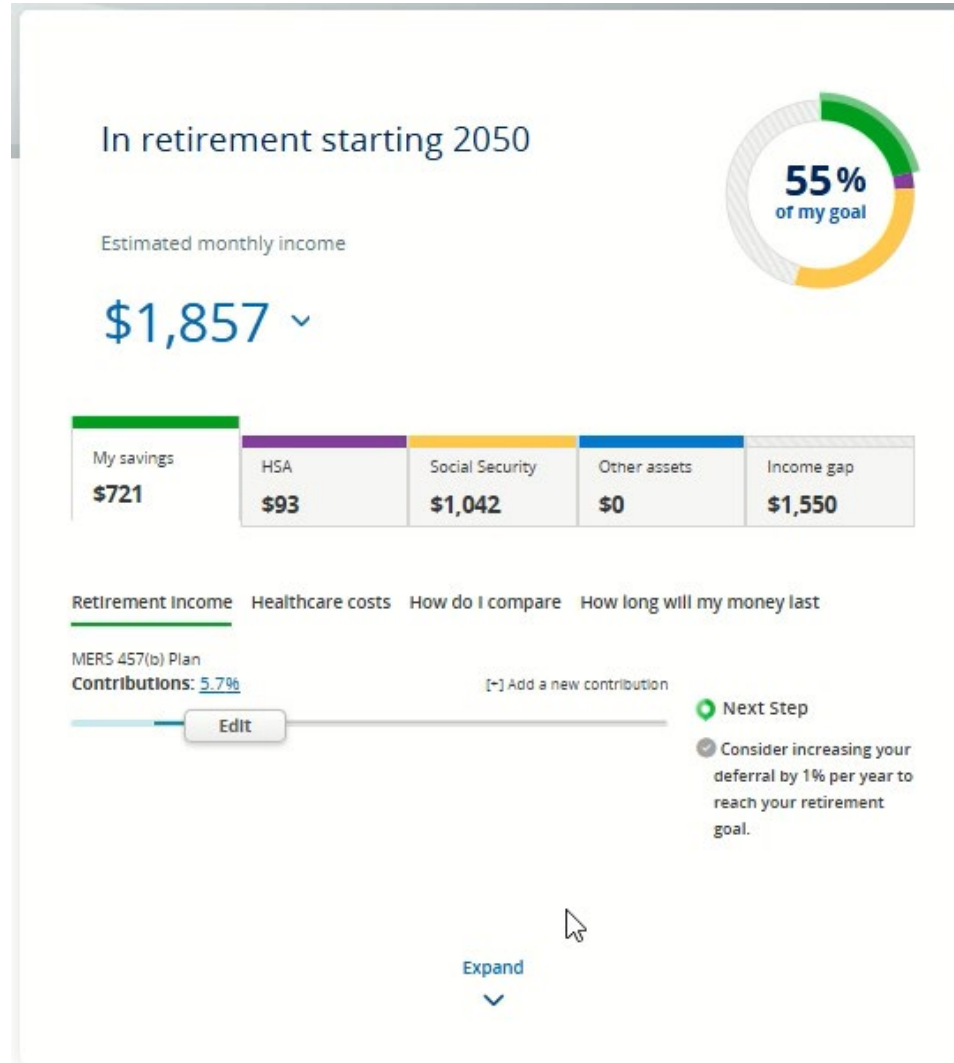 In retirement starting 2050
55%
of my goal
Estimated monthly income
$1,857
My savings
$721
HSA
$93
Social Security
$1,042
Other assets
$0
Income gap
$1,550
Retirement Income Healthcare costs How do I compare How long will my money last
MERS 457(b) Plan
Contributions: 5.7%
[+] Add a new contribution
Edit
Next Step
Consider increasing your
deferral by 1% per year to
reach your retirement
goal.
Expand